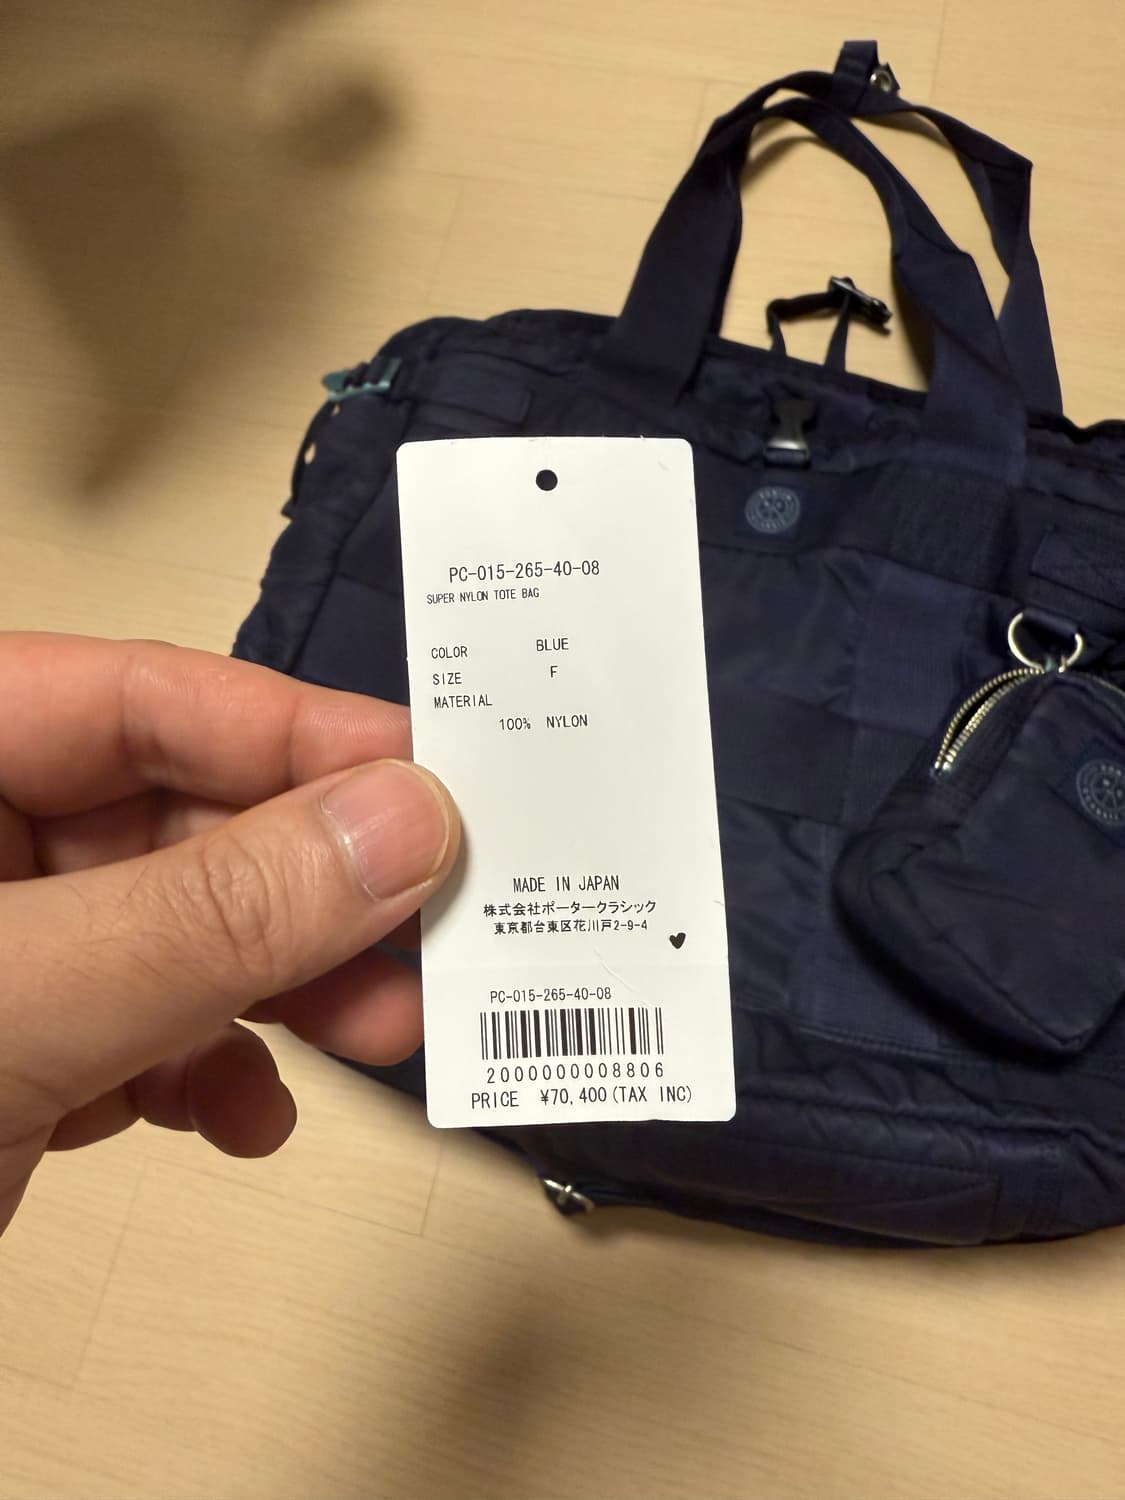 PC-015-265-40-08
SUPER NYLON TOTE BAG
COLOR BLUE
SIZE F
MATERIAL
100% NYLON
MADE IN JAPAN
株式会社ポータークラシック
東京都台東区花川戸2-9-4
PC-015-265-40-08
2000000008806
PRICE ¥70,400(TAX INC)